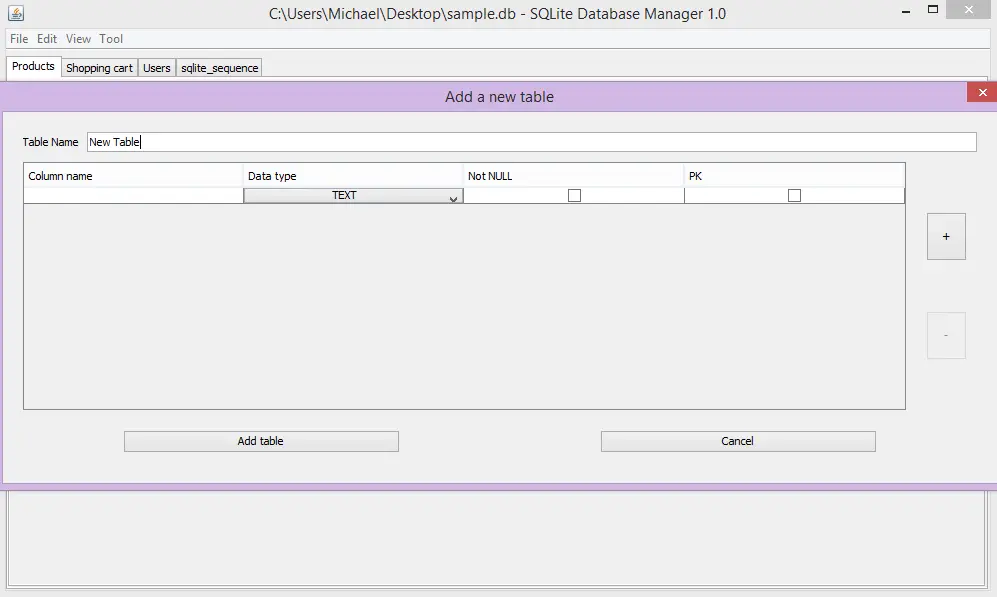 C:\Users\Michael\Desktop\sample.db - SQLite Database Manager 1.0
File Edit View Tool
Products Shopping cart Users sqlite_sequence
Add a new table
Table Name New Table
Column name Data type Not NULL PK
TEXT
+
-
Add table Cancel